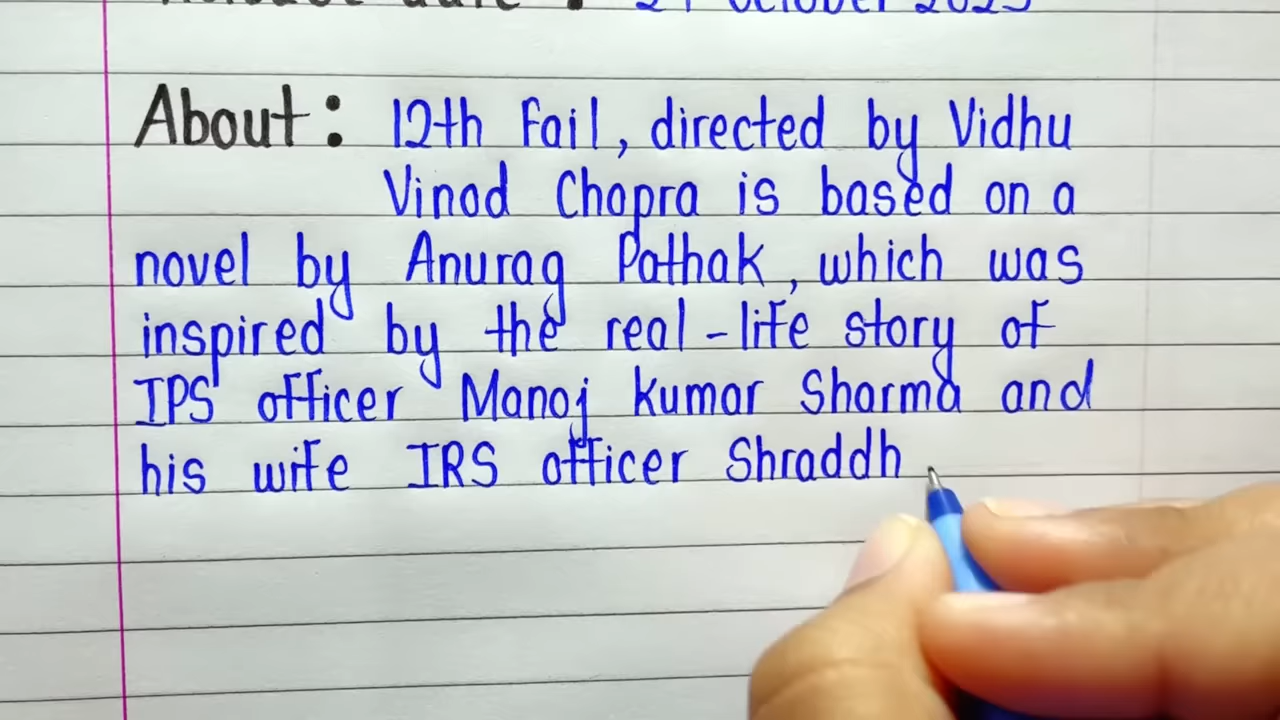 About: 12th Fail, directed by Vidhu
Vinod Chopra is based on a
novel by Anurag Pathak, which was
inspired by the real-life story of
IPS officer Manoj Kumar Sharma and
his wife IRS officer Shraddh